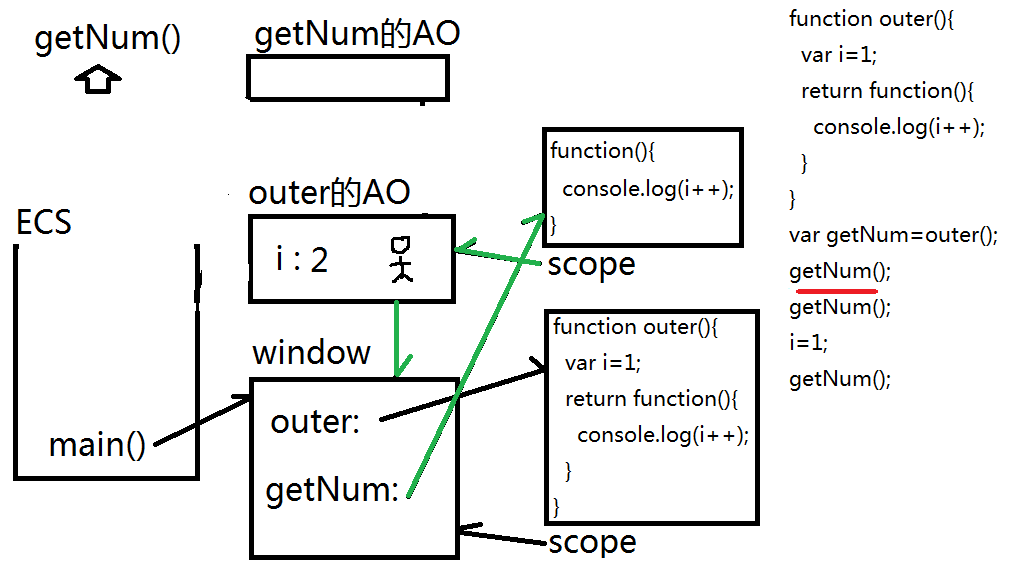 getNum()
getNum的AO
outer的AO
ECS
i : 2
window
main()
outer:
getNum:
function(){
console.log(i++);
}
scope
function outer(){
var i=1;
return function(){
console.log(i++);
}
}
scope
function outer(){
var i=1;
return function(){
console.log(i++);
}
}
var getNum=outer();
getNum();
getNum();
i=1;
getNum();